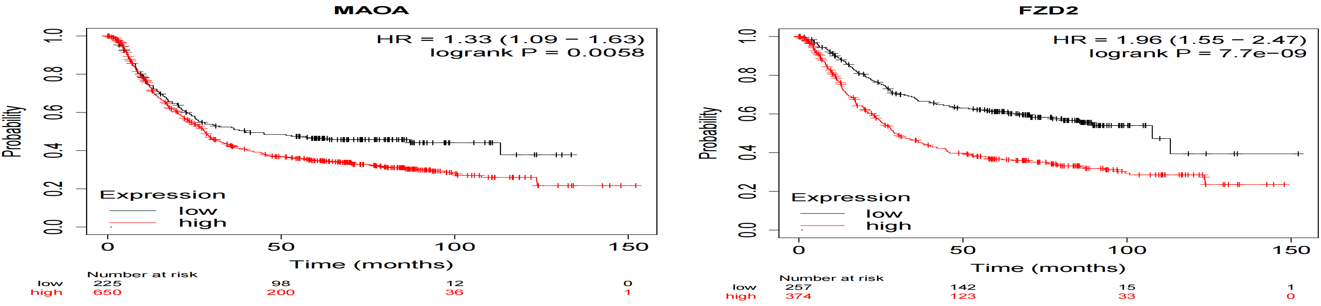 MAOA
HR = 1.33 (1.09 − 1.63)
logrank P = 0.0058
Probability
1.0
0.8
0.6
0.4
0.2
0.0
Expression
low
high
0 50 100 150
Time (months)
Number at risk
low 225 98 12 0
high 650 200 36 1
FZD2
HR = 1.96 (1.55 − 2.47)
logrank P = 7.7e−09
Probability
1.0
0.8
0.6
0.4
0.2
0.0
Expression
low
high
0 50 100 150
Time (months)
Number at risk
low 257 142 15 1
high 374 123 33 0